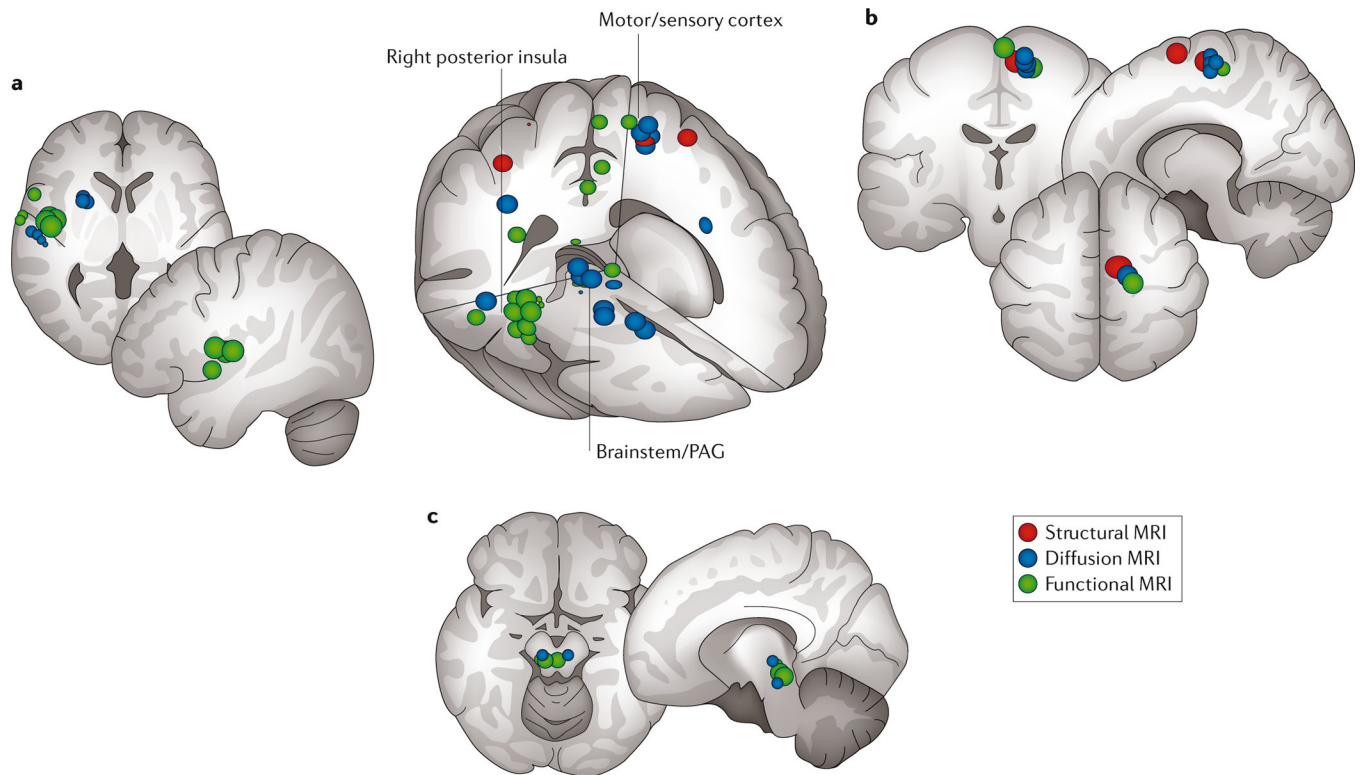 Motor/sensory cortex
b
Right posterior insula
a
Brainstem/PAG
c
Structural MRI
Diffusion MRI
Functional MRI